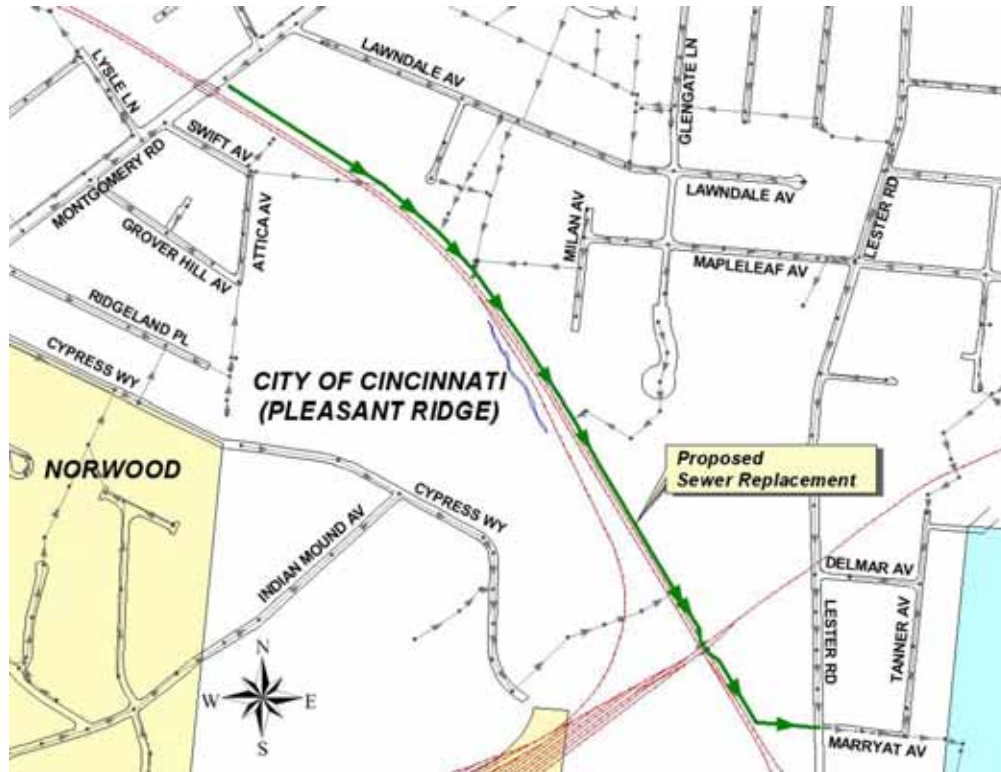 LAWNDALE AV
LYSLE LN
GLENGATE LN
SWIFT AV
MONTGOMERY RD
LAWNDALE AV
LESTER RD
ATTICA AV
MILAN AV
GROVER HILL AV
MAPLELEAF AV
RIDGELAND PL
CYPRESS WY
CITY OF CINCINNATI
(PLEASANT RIDGE)
NORWOOD
Proposed
Sewer Replacement
CYPRESS WY
INDIAN MOUND AV
DELMAR AV
LESTER RD
TANNER AV
N
W
E
S
MARRYAT AV